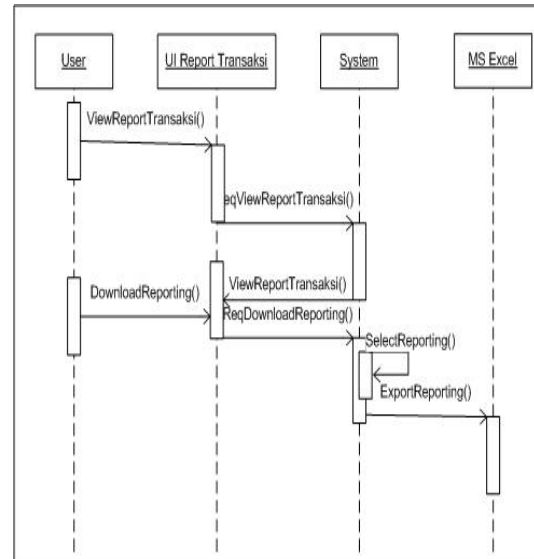 User
UI Report Transaksi
System
MS Excel
ViewReportTransaksi()
eqViewReportTransaksi()
ViewReportTransaksi()
DownloadReporting()
ReqDownloadReporting()
SelectReporting()
ExportReporting()